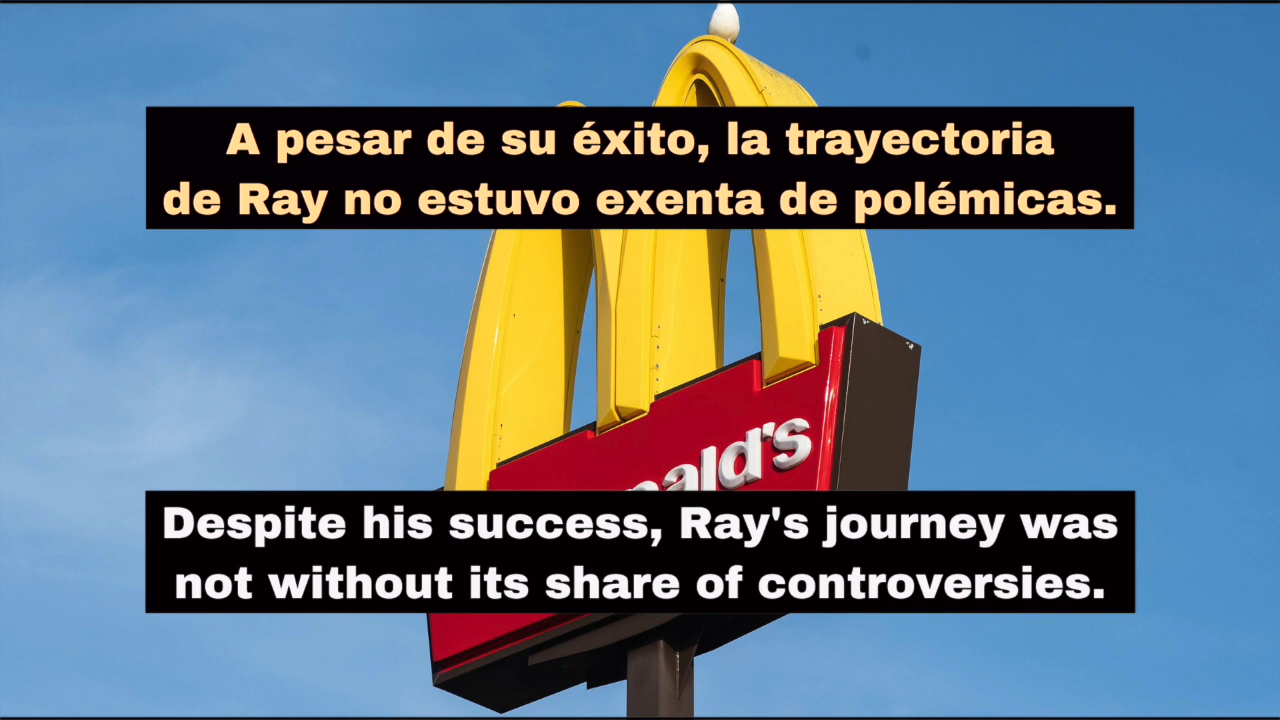 A pesar de su éxito, la trayectoria
de Ray no estuvo exenta de polémicas.
ald's
Despite his success, Ray's journey was
not without its share of controversies.